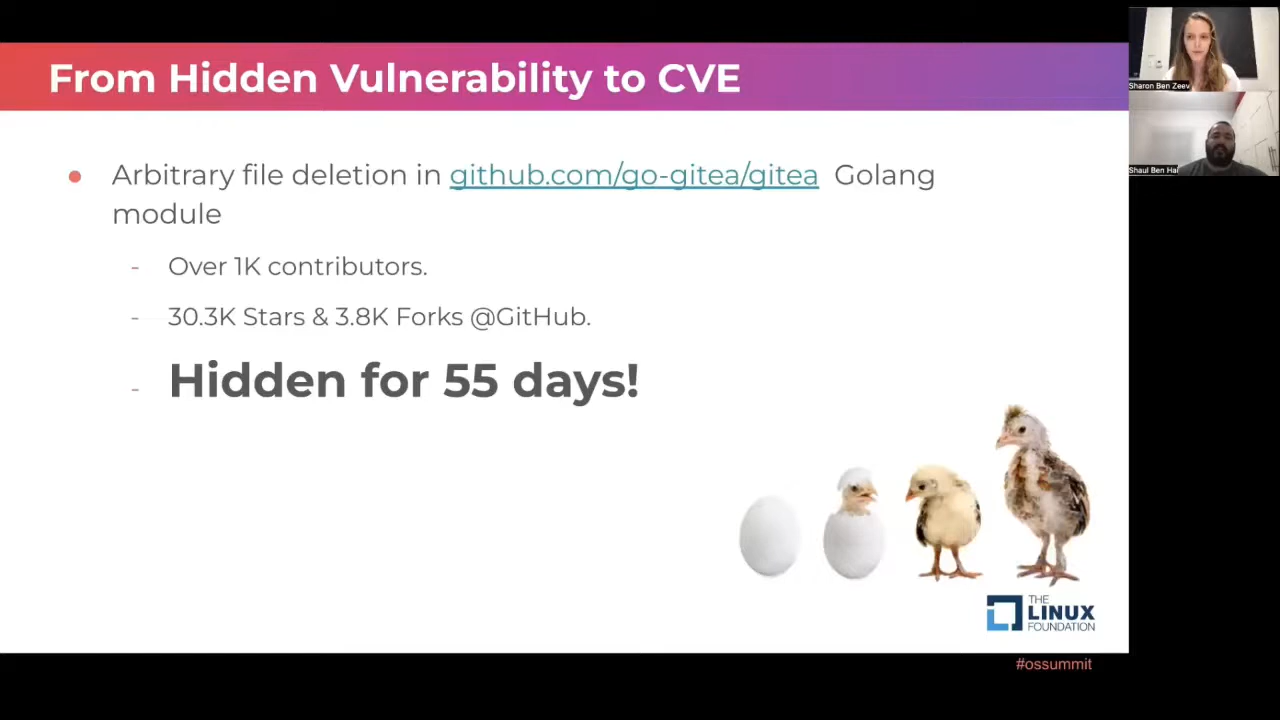 From Hidden Vulnerability to CVE
Sharon Ben Zeev
Shaul Ben Hai
● Arbitrary file deletion in github.com/go-gitea/gitea Golang
module
- Over 1K contributors.
- 30.3K Stars & 3.8K Forks @GitHub.
- Hidden for 55 days!
THE
LINUX
FOUNDATION
#ossummit